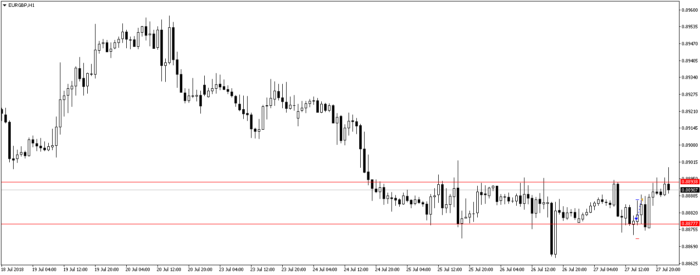 EURGBP,H1
0.89600
0.89535
0.89470
0.89405
0.89340
0.89275
0.89210
0.89145
0.89080
0.89015
0.88907
0.88885
0.88820
0.88777
0.88755
0.88690
0.88625
18 Jul 2018
19 Jul 04:00
19 Jul 12:00
19 Jul 20:00
20 Jul 04:00
20 Jul 12:00
20 Jul 20:00
23 Jul 04:00
23 Jul 12:00
23 Jul 20:00
24 Jul 04:00
24 Jul 12:00
24 Jul 20:00
25 Jul 04:00
25 Jul 12:00
25 Jul 20:00
26 Jul 04:00
26 Jul 12:00
26 Jul 20:00
27 Jul 04:00
27 Jul 12:00
27 Jul 20:00